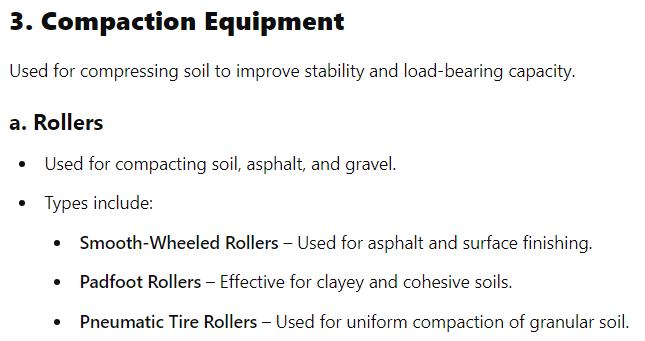 3. Compaction Equipment
Used for compressing soil to improve stability and load-bearing capacity.
a. Rollers
• Used for compacting soil, asphalt, and gravel.
• Types include:
• Smooth-Wheeled Rollers – Used for asphalt and surface finishing.
• Padfoot Rollers – Effective for clayey and cohesive soils.
• Pneumatic Tire Rollers – Used for uniform compaction of granular soil.